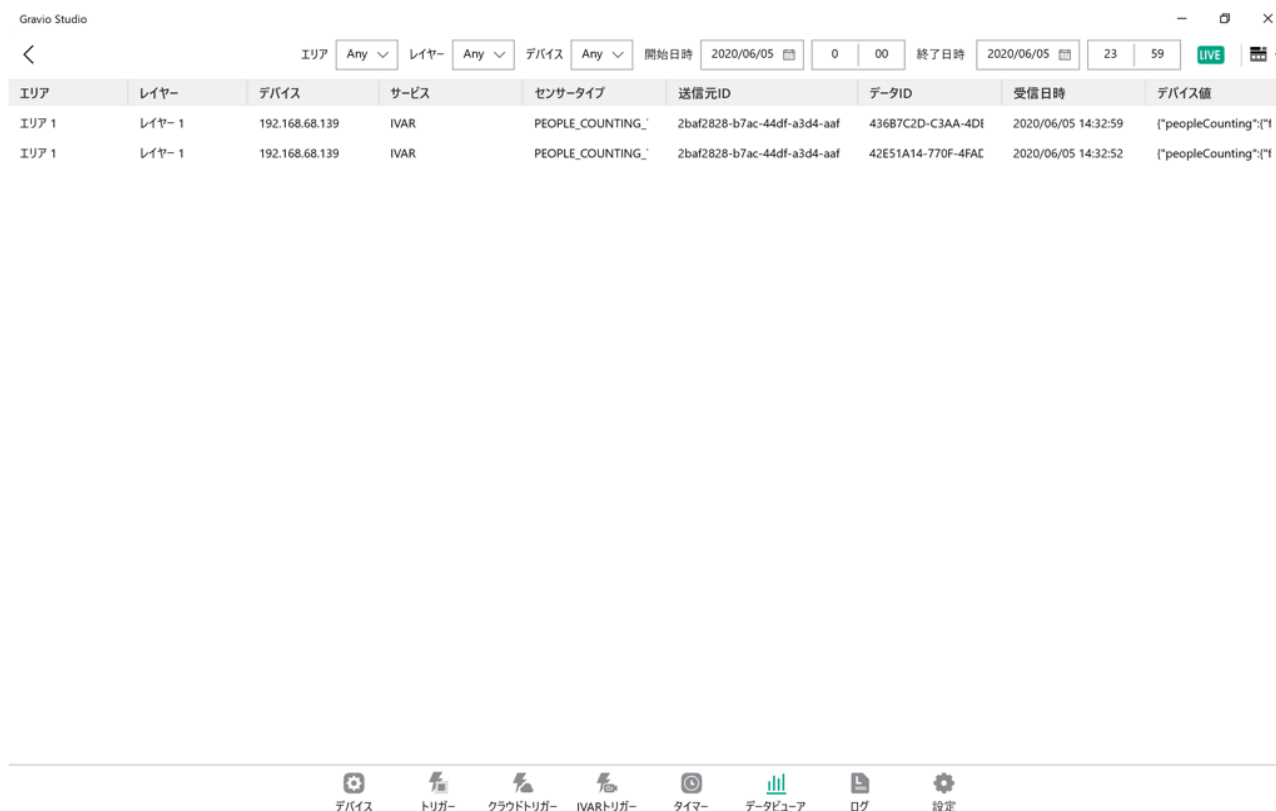 Gravio Studio
エリア Any レイヤー Any デバイス Any 開始日時 2020/06/05 0 00 終了日時 2020/06/05 23 59 LIVE
エリア レイヤー デバイス サービス センサータイプ 送信元ID データID 受信日時 デバイス値
エリア 1 レイヤー 1 192.168.68.139 IVAR PEOPLE_COUNTING_ 2baf2828-b7ac-44df-a3d4-aaf 436B7C2D-C3AA-4DE 2020/06/05 14:32:59 {"peopleCounting":{"f
エリア 1 レイヤー 1 192.168.68.139 IVAR PEOPLE_COUNTING_ 2baf2828-b7ac-44df-a3d4-aaf 42E51A14-770F-4FAD 2020/06/05 14:32:52 {"peopleCounting":{"f
デバイス トリガー クラウドトリガー IVARトリガー タイマー データビューア ログ 設定